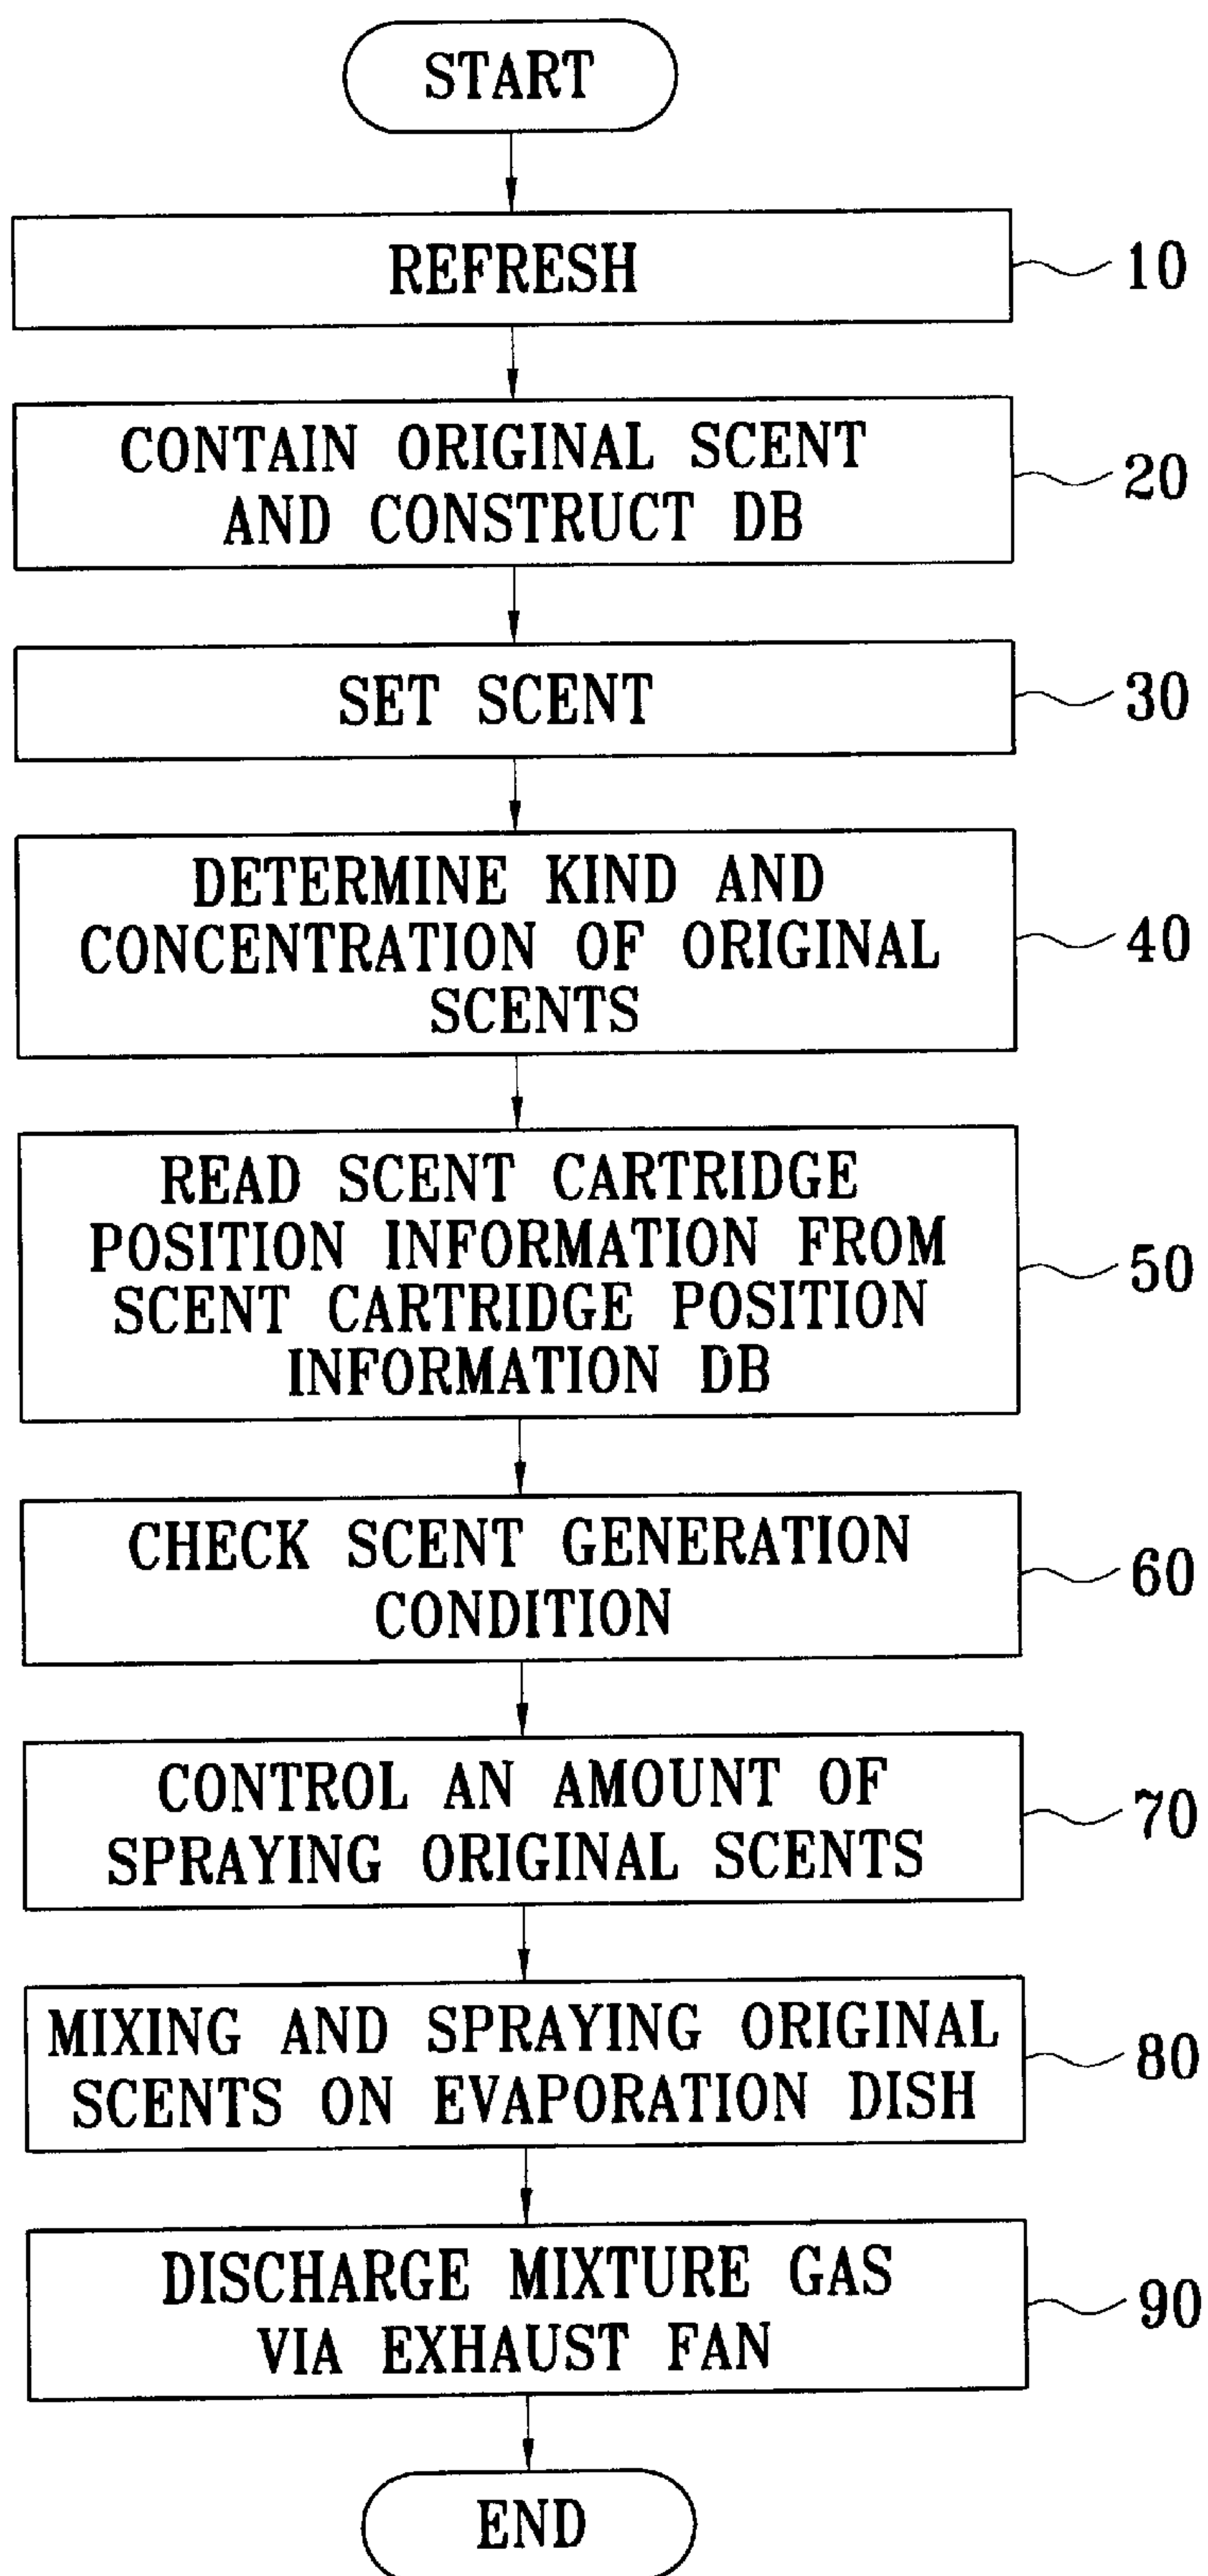 START
REFRESH
10
CONTAIN ORIGINAL SCENT
AND CONSTRUCT DB
20
SET SCENT
30
DETERMINE KIND AND
CONCENTRATION OF ORIGINAL
SCENTS
40
READ SCENT CARTRIDGE
POSITION INFORMATION FROM
SCENT CARTRIDGE POSITION
INFORMATION DB
50
CHECK SCENT GENERATION
CONDITION
60
CONTROL AN AMOUNT OF
SPRAYING ORIGINAL SCENTS
70
MIXING AND SPRAYING ORIGINAL
SCENTS ON EVAPORATION DISH
80
DISCHARGE MIXTURE GAS
VIA EXHAUST FAN
90
END